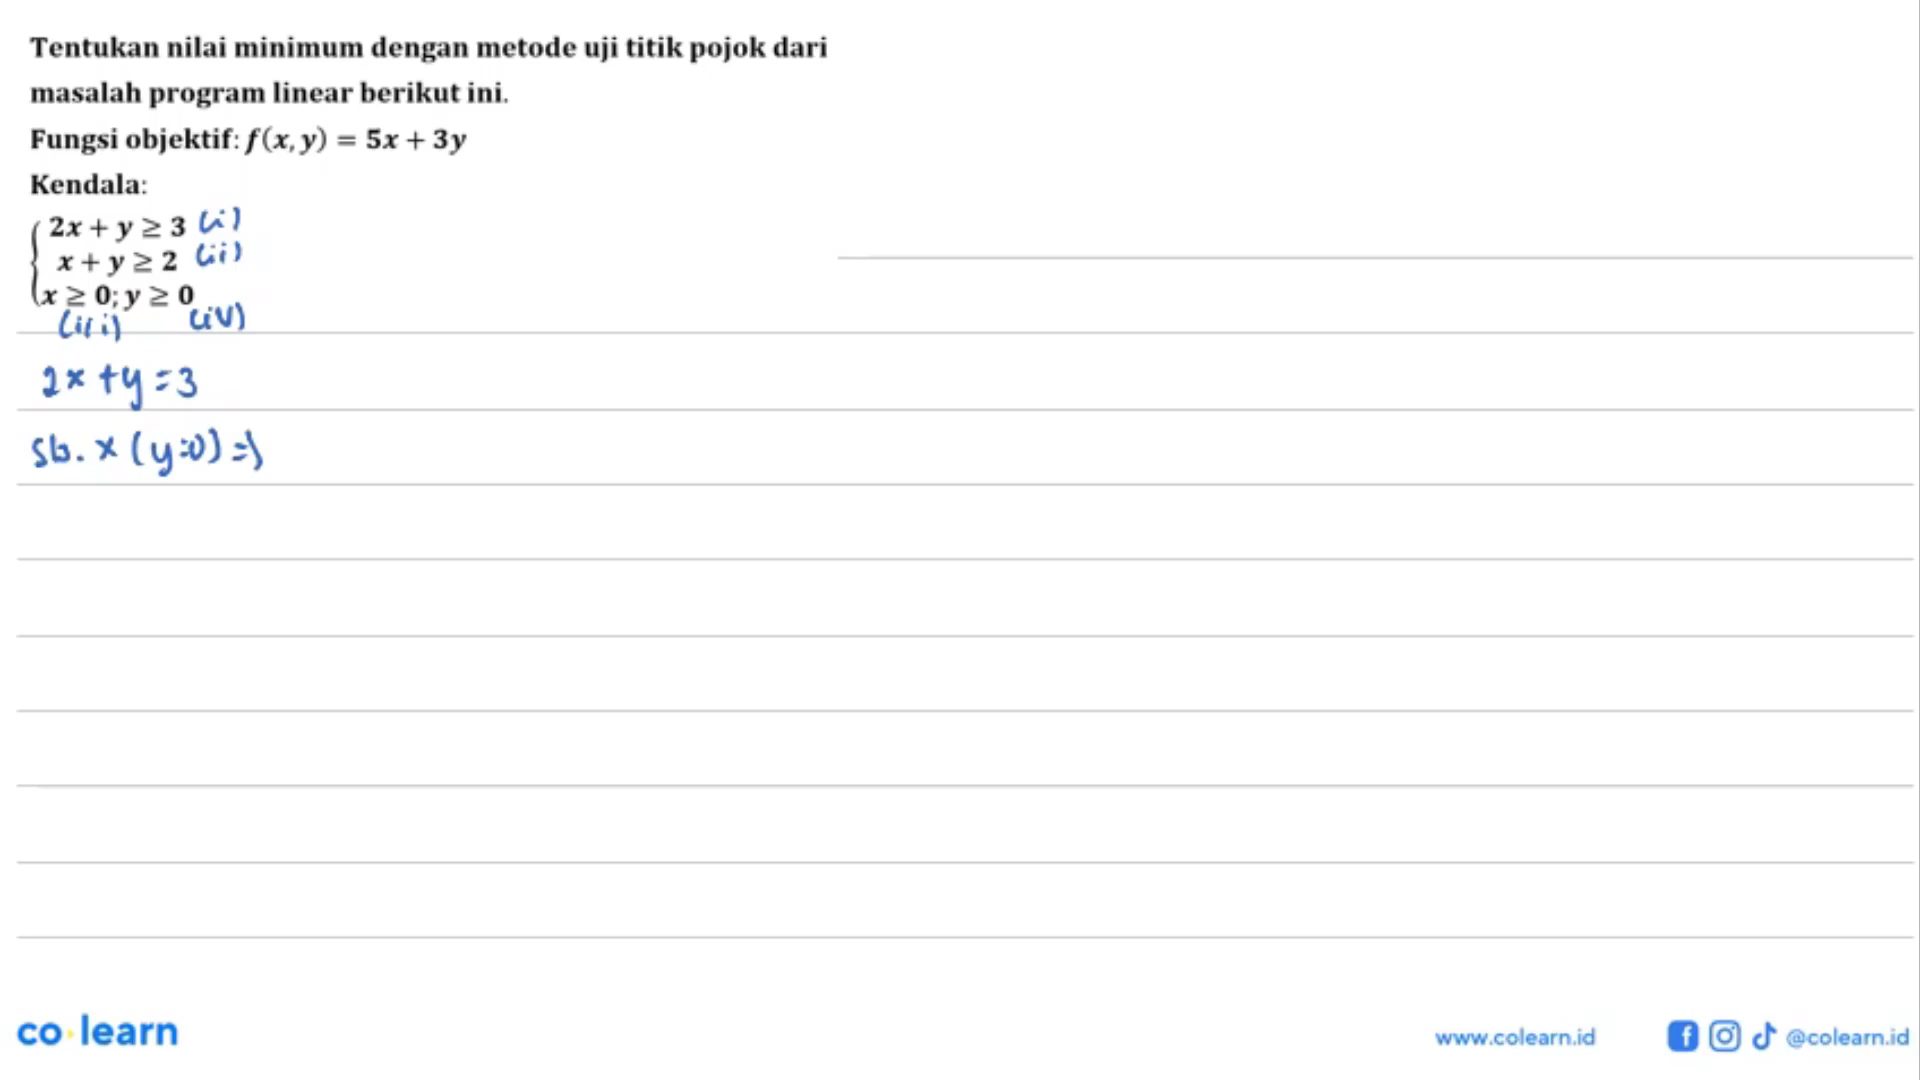 Tentukan nilai minimum dengan metode uji titik pojok dari
masalah program linear berikut ini.
Fungsi objektif: f(x, y) = 5x + 3y
Kendala:
2x + y ≥ 3 (i)
x + y ≥ 2 (ii)
x ≥ 0; y ≥ 0
(iii) (iv)
2x + y = 3
sb. x (y=0) =>
co learn
www.colearn.id
@colearn.id